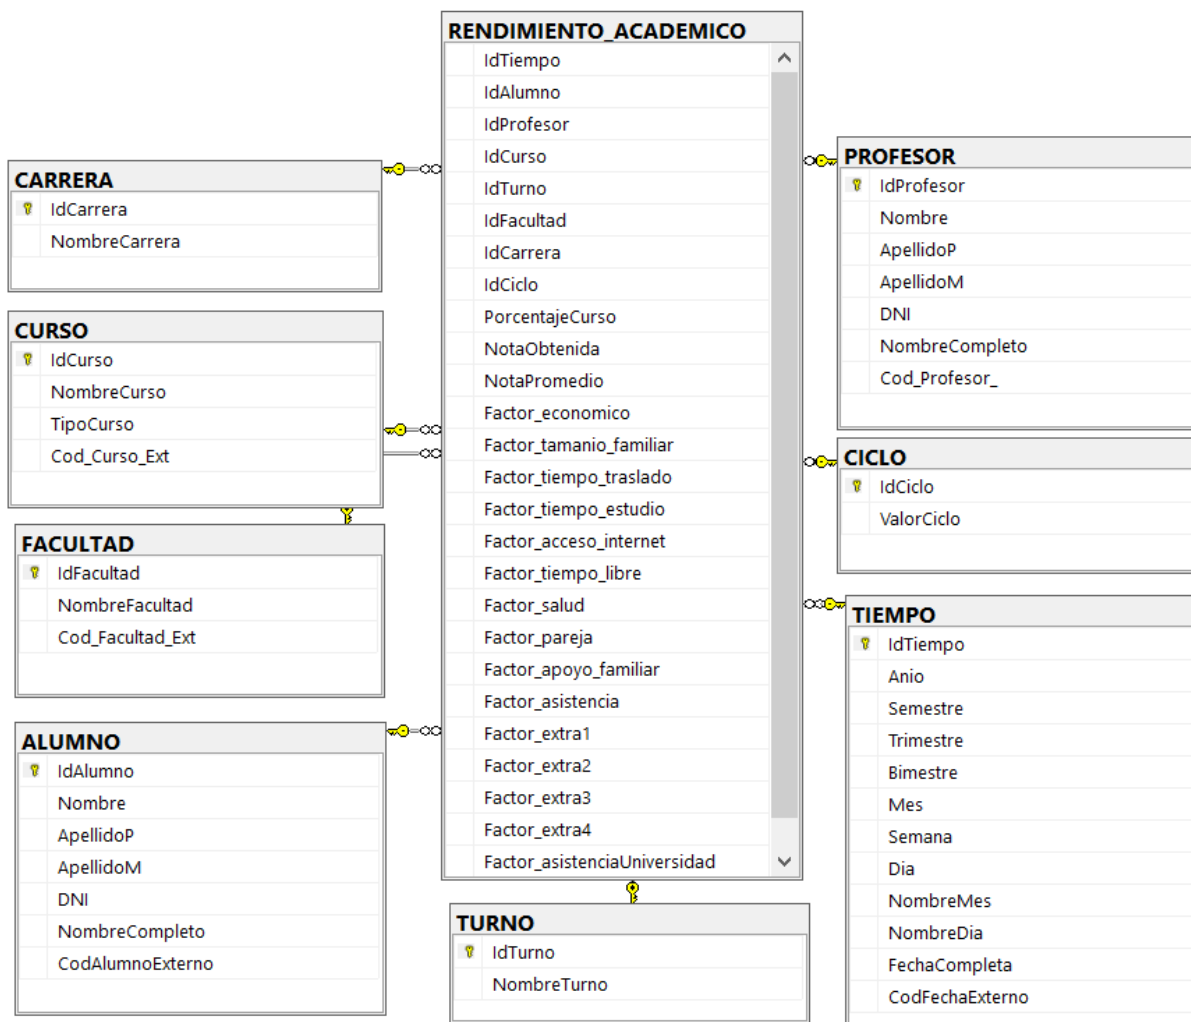 RENDIMIENTO_ACADEMICO
IdTiempo
IdAlumno
IdProfesor
IdCurso
IdTurno
IdFacultad
IdCarrera
IdCiclo
PorcentajeCurso
NotaObtenida
NotaPromedio
Factor_economico
Factor_tamanio_familiar
Factor_tiempo_traslado
Factor_tiempo_estudio
Factor_acceso_internet
Factor_tiempo_libre
Factor_salud
Factor_pareja
Factor_apoyo_familiar
Factor_asistencia
Factor_extra1
Factor_extra2
Factor_extra3
Factor_extra4
Factor_asistenciaUniversidad
CARRERA
IdCarrera
NombreCarrera
CURSO
IdCurso
NombreCurso
TipoCurso
Cod_Curso_Ext
FACULTAD
IdFacultad
NombreFacultad
Cod_Facultad_Ext
ALUMNO
IdAlumno
Nombre
ApellidoP
ApellidoM
DNI
NombreCompleto
CodAlumnoExterno
TURNO
IdTurno
NombreTurno
PROFESOR
IdProfesor
Nombre
ApellidoP
ApellidoM
DNI
NombreCompleto
Cod_Profesor_
CICLO
IdCiclo
ValorCiclo
TIEMPO
IdTiempo
Anio
Semestre
Trimestre
Bimestre
Mes
Semana
Dia
NombreMes
NombreDia
FechaCompleta
CodFechaExterno